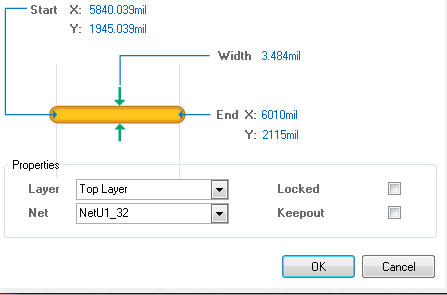 Start X: 5840.039mil
Y: 1945.039mil
Width 3.484mil
End X: 6010mil
Y: 2115mil
Properties
Layer Top Layer Locked
Net NetU1_32 Keepout
OK Cancel